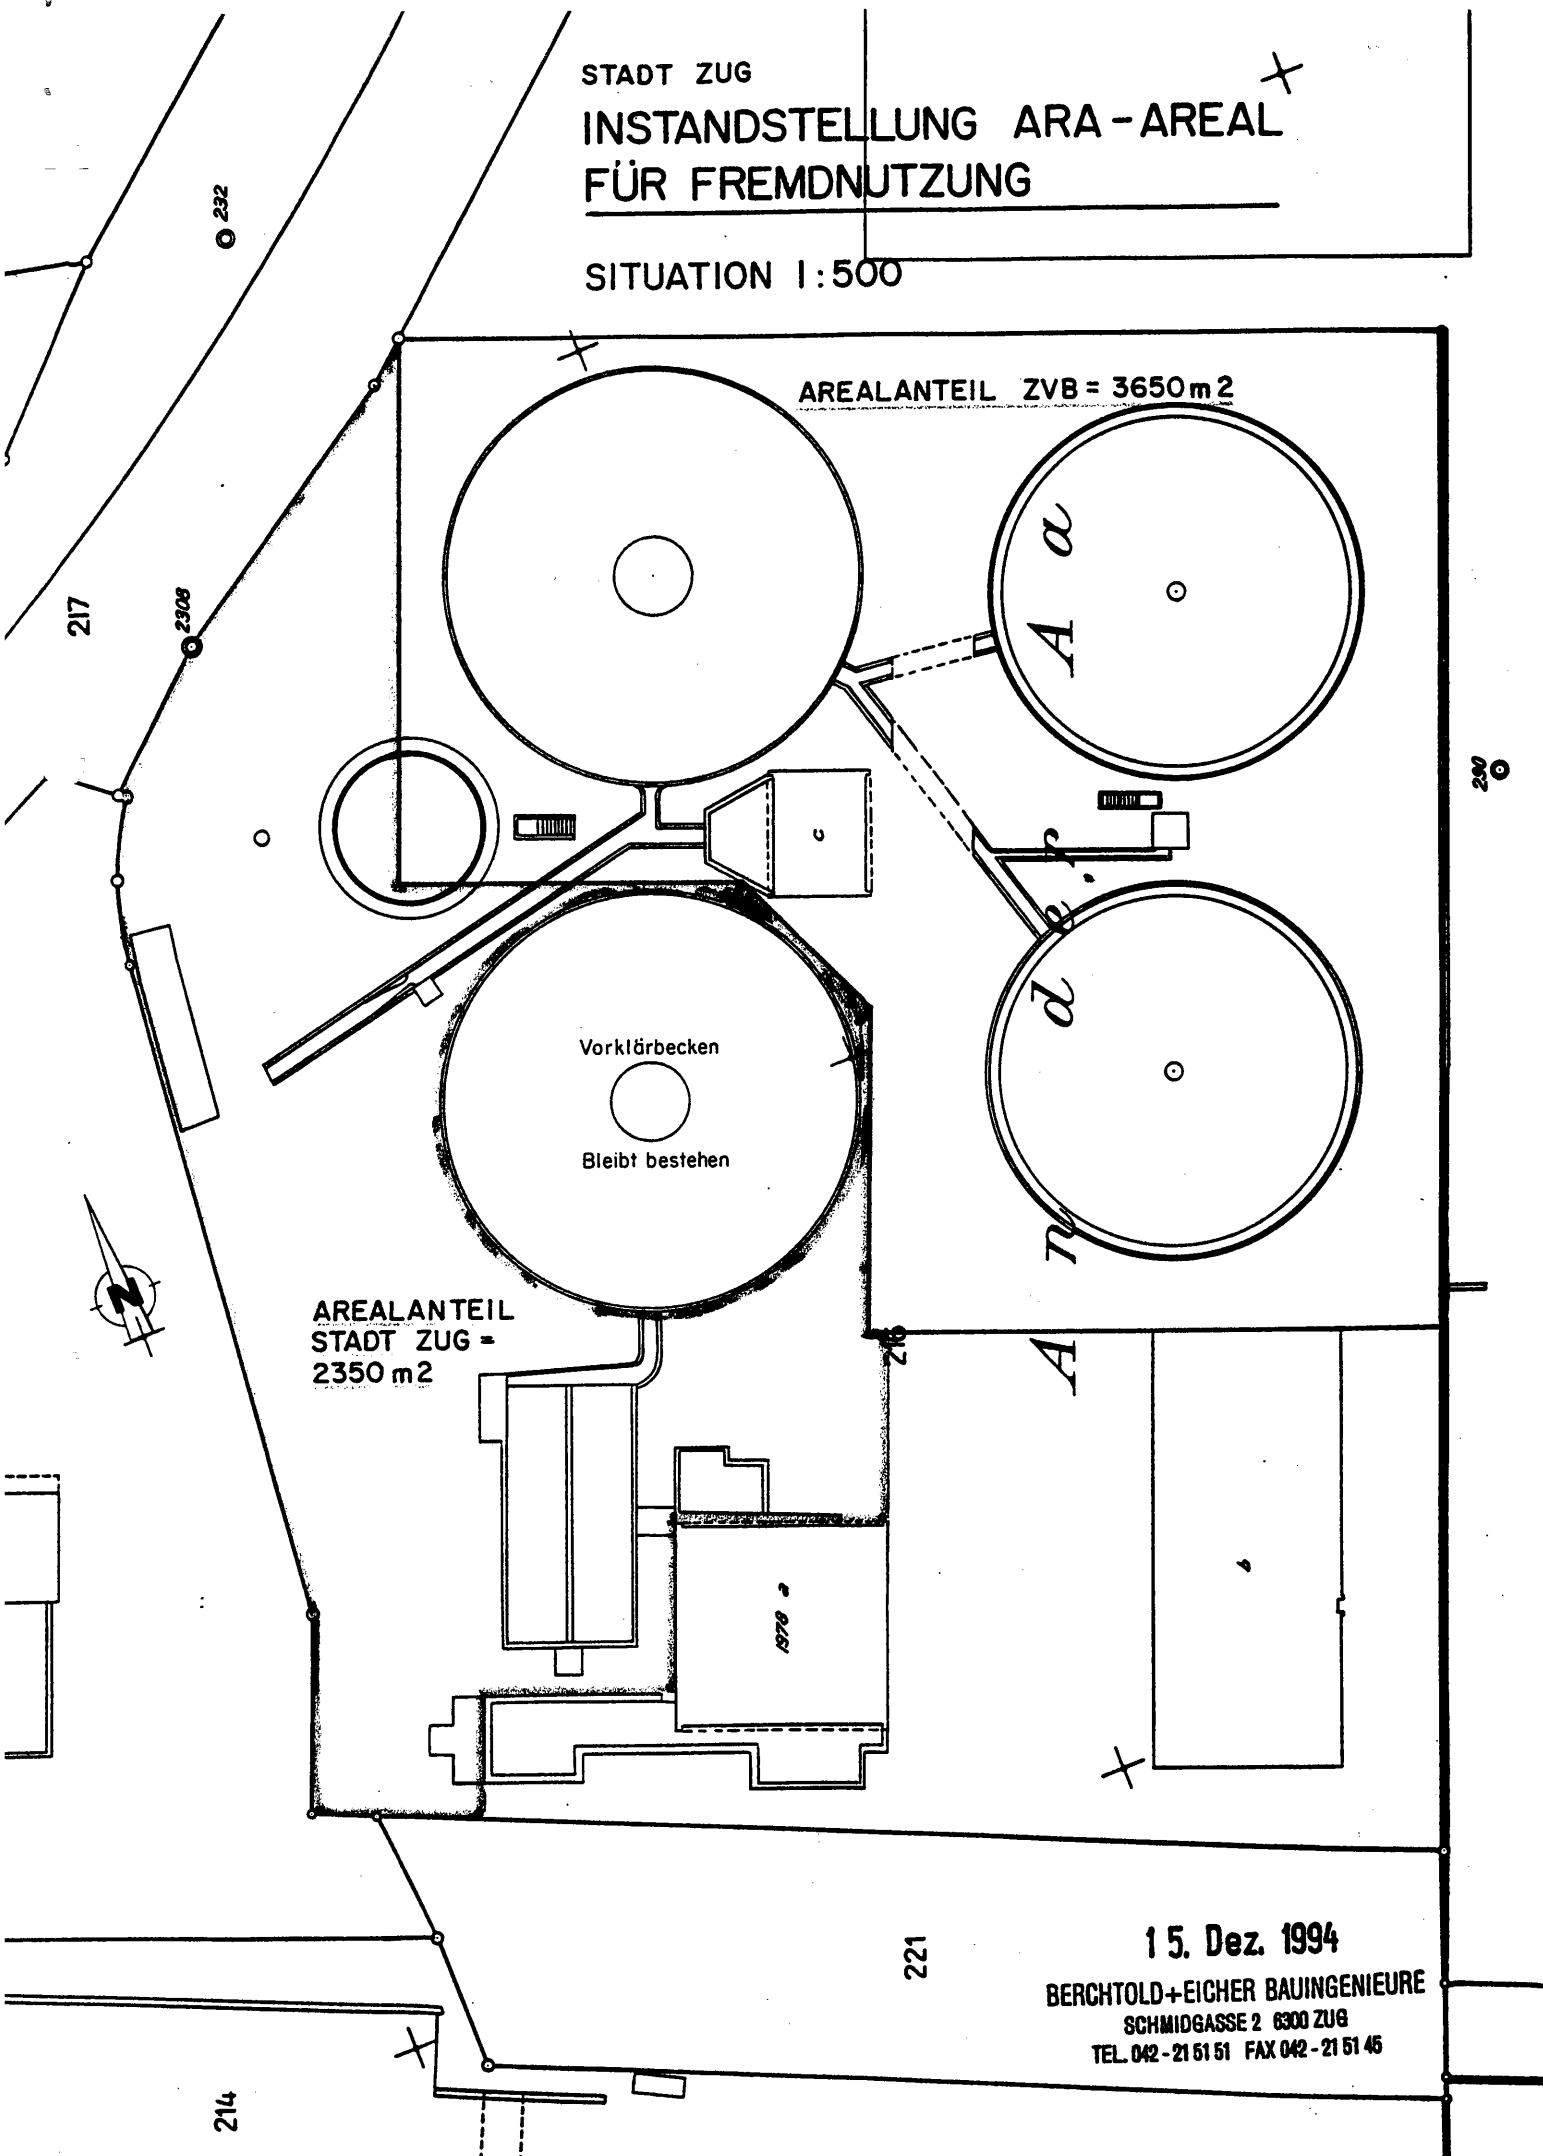 STADT ZUG
INSTANDSTELLUNG ARA-AREAL
FÜR FREMDNUTZUNG
SITUATION 1:500
232
AREALANTEIL ZVB = 3650 m2
217
2308
290
c
A a
A n d e r
Vorklärbecken
Bleibt bestehen
N
AREALANTEIL
STADT ZUG =
2350 m2
216
1978 a
b
221
15. Dez. 1994
BERCHTOLD+EICHER BAUINGENIEURE
SCHMIDGASSE 2 6300 ZUG
TEL. 042-21 51 51 FAX 042-21 51 45
214